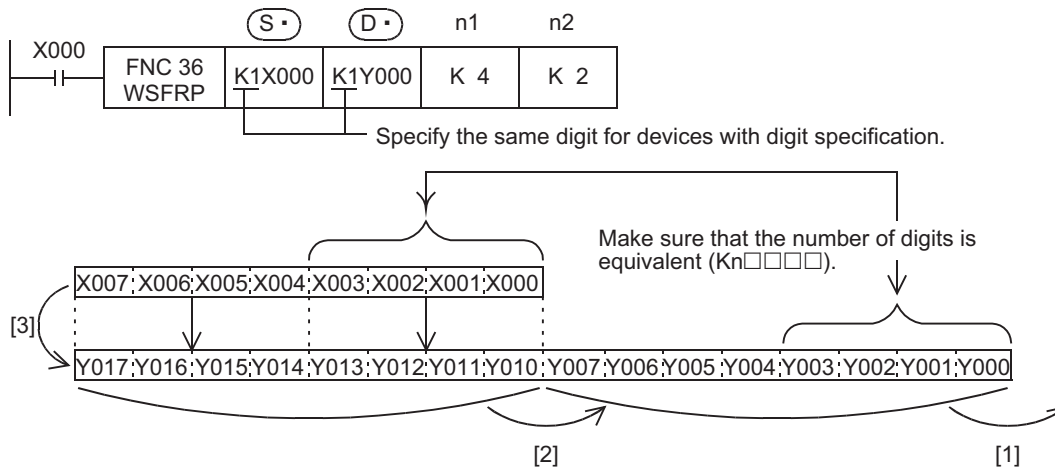 S· D· n1 n2
X000
FNC 36
WSFRP
K1X000 K1Y000 K 4 K 2
Specify the same digit for devices with digit specification.
Make sure that the number of digits is
equivalent (Kn□□□□).
X007 X006 X005 X004 X003 X002 X001 X000
[3]
Y017 Y016 Y015 Y014 Y013 Y012 Y011 Y010 Y007 Y006 Y005 Y004 Y003 Y002 Y001 Y000
[2] [1]